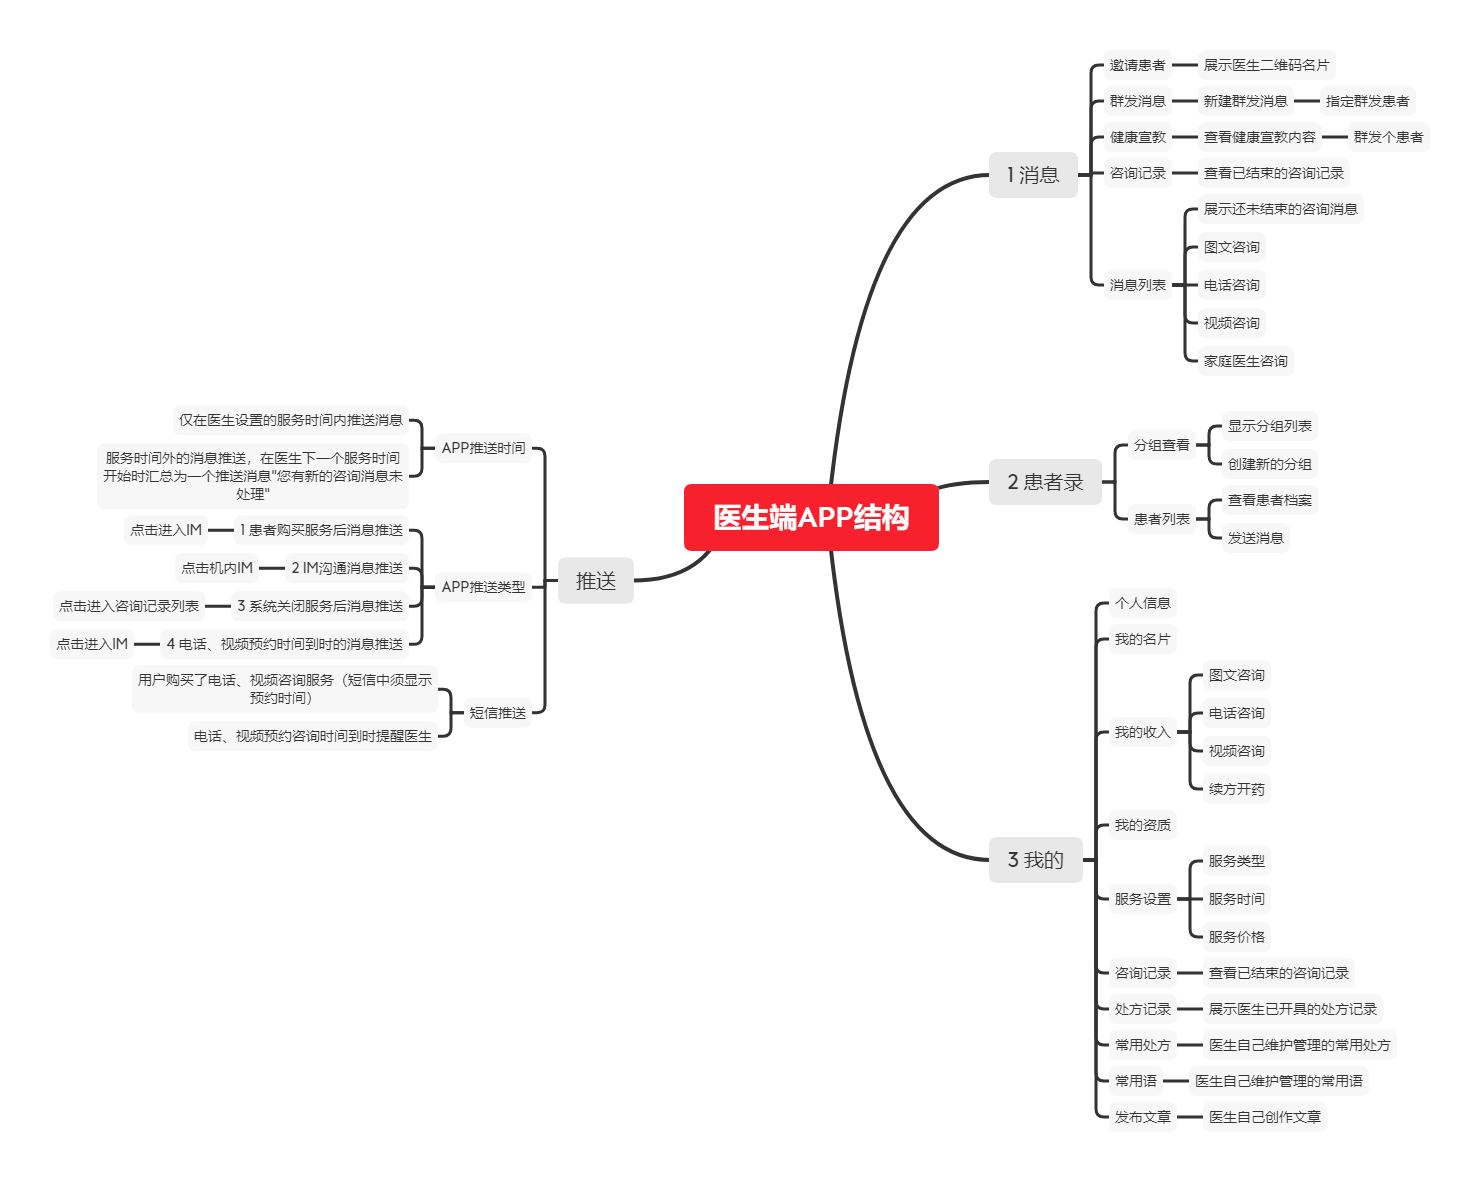 医生端APP结构
1 消息
邀请患者
展示医生二维码名片
群发消息
新建群发消息
指定群发患者
健康宣教
查看健康宣教内容
群发个患者
咨询记录
查看已结束的咨询记录
消息列表
展示还未结束的咨询消息
图文咨询
电话咨询
视频咨询
家庭医生咨询
2 患者录
分组查看
显示分组列表
创建新的分组
患者列表
查看患者档案
发送消息
3 我的
个人信息
我的名片
我的收入
图文咨询
电话咨询
视频咨询
续方开药
我的资质
服务设置
服务类型
服务时间
服务价格
咨询记录
查看已结束的咨询记录
处方记录
展示医生已开具的处方记录
常用处方
医生自己维护管理的常用处方
常用语
医生自己维护管理的常用语
发布文章
医生自己创作文章
推送
APP推送时间
仅在医生设置的服务时间内推送消息
服务时间外的消息推送，在医生下一个服务时间
开始时汇总为一个推送消息"您有新的咨询消息未
处理"
APP推送类型
1 患者购买服务后消息推送
点击进入IM
2 IM沟通消息推送
点击机内IM
3 系统关闭服务后消息推送
点击进入咨询记录列表
4 电话、视频预约时间到时的消息推送
点击进入IM
短信推送
用户购买了电话、视频咨询服务（短信中须显示
预约时间）
电话、视频预约咨询时间到时提醒医生